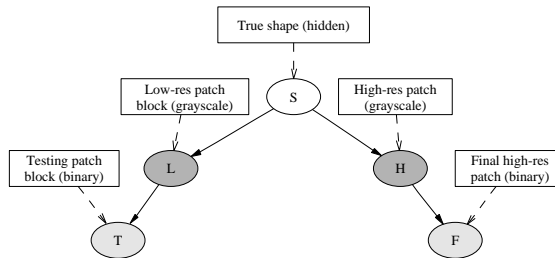 True shape (hidden)
S
Low-res patch
block (grayscale)
High-res patch
(grayscale)
L
H
Testing patch
block (binary)
Final high-res
patch (binary)
T
F